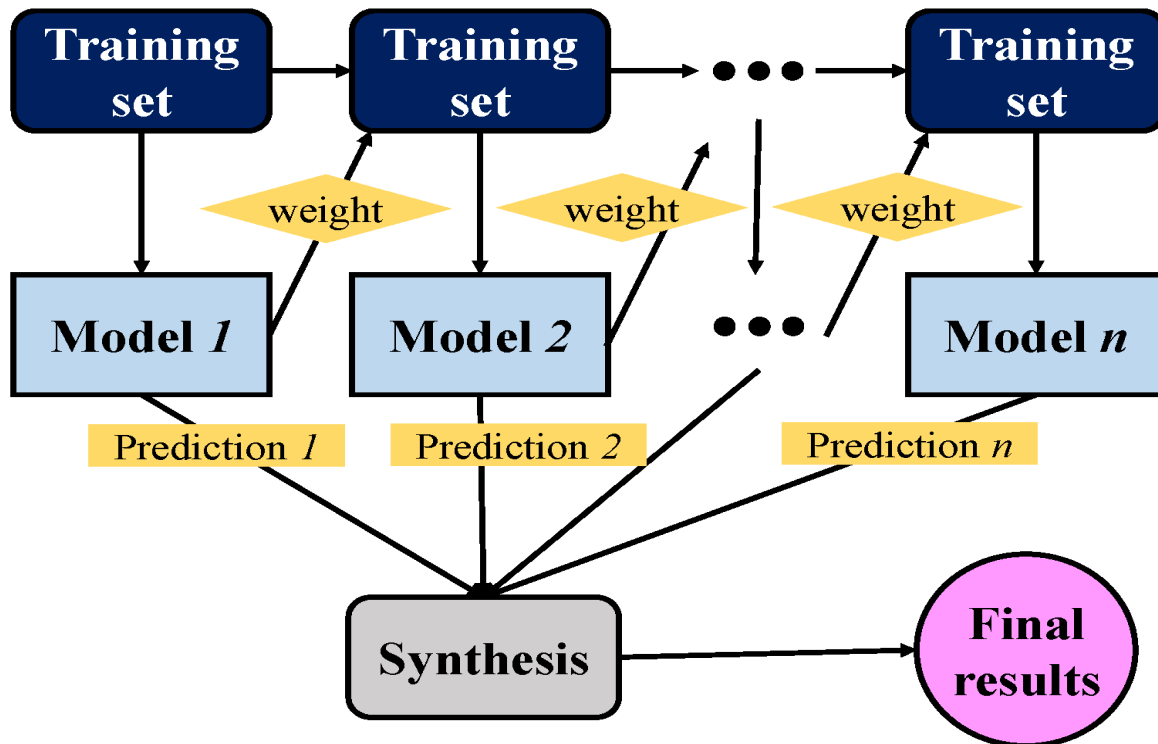 Training
set
Training
set
Training
set
weight
weight
weight
Model 1
Model 2
Model n
Prediction 1
Prediction 2
Prediction n
Synthesis
Final
results